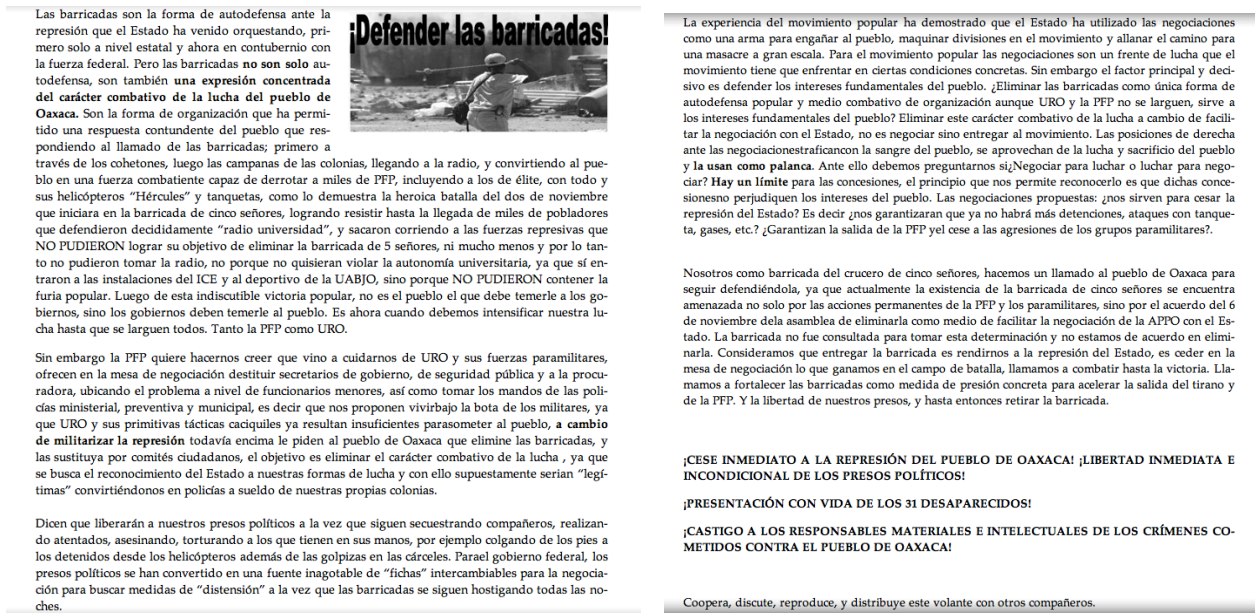 Las barricadas son la forma de autodefensa ante la
represión que el Estado ha venido orquestando, pri-
mero solo a nivel estatal y ahora en contubernio con
la fuerza federal. Pero las barricadas no son solo au-
todefensa, son también una expresión concentrada
del carácter combativo de la lucha del pueblo de
Oaxaca. Son la forma de organización que ha permi-
tido una respuesta contundente del pueblo que res-
pondiendo al llamado de las barricadas; primero a
¡Defender las barricadas!
través de los cohetones, luego las campanas de las colonias, llegando a la radio, y convirtiendo al pue-
blo en una fuerza combatiente capaz de derrotar a miles de PFP, incluyendo a los de élite, con todo y
sus helicópteros “Hércules” y tanquetas, como lo demuestra la heroica batalla del dos de noviembre
que iniciara en la barricada de cinco señores, logrando resistir hasta la llegada de miles de pobladores
que defendieron decididamente “radio universidad”, y sacaron corriendo a las fuerzas represivas que
NO PUDIERON lograr su objetivo de eliminar la barricada de 5 señores, ni mucho menos y por lo tan-
to no pudieron tomar la radio, no porque no quisieran violar la autonomía universitaria, ya que sí en-
traron a las instalaciones del ICE y al deportivo de la UABJO, sino porque NO PUDIERON contener la
furia popular. Luego de esta indiscutible victoria popular, no es el pueblo el que debe temerle a los go-
biernos, sino los gobiernos deben temerle al pueblo. Es ahora cuando debemos intensificar nuestra lu-
cha hasta que se larguen todos. Tanto la PFP como URO.
Sin embargo la PFP quiere hacernos creer que vino a cuidarnos de URO y sus fuerzas paramilitares,
ofrecen en la mesa de negociación destituir secretarios de gobierno, de seguridad pública y a la procu-
radora, ubicando el problema a nivel de funcionarios menores, así como tomar los mandos de las poli-
cías ministerial, preventiva y municipal, es decir que nos proponen vivirbajo la bota de los militares, ya
que URO y sus primitivas tácticas caciquiles ya resultan insuficientes parasometer al pueblo, a cambio
de militarizar la represión todavía encima le piden al pueblo de Oaxaca que elimine las barricadas, y
las sustituya por comités ciudadanos, el objetivo es eliminar el carácter combativo de la lucha , ya que
se busca el reconocimiento del Estado a nuestras formas de lucha y con ello supuestamente serian “legí-
timas” convirtiéndonos en policías a sueldo de nuestras propias colonias.
Dicen que liberarán a nuestros presos políticos a la vez que siguen secuestrando compañeros, realizan-
do atentados, asesinando, torturando a los que tienen en sus manos, por ejemplo colgando de los pies a
los detenidos desde los helicópteros además de las golpizas en las cárceles. Parael gobierno federal, los
presos políticos se han convertido en una fuente inagotable de “fichas” intercambiables para la negocia-
ción para buscar medidas de “distensión” a la vez que las barricadas se siguen hostigando todas las no-
ches.
La experiencia del movimiento popular ha demostrado que el Estado ha utilizado las negociaciones
como una arma para engañar al pueblo, maquinar divisiones en el movimiento y allanar el camino para
una masacre a gran escala. Para el movimiento popular las negociaciones son un frente de lucha que el
movimiento tiene que enfrentar en ciertas condiciones concretas. Sin embargo el factor principal y deci-
sivo es defender los intereses fundamentales del pueblo. ¿Eliminar las barricadas como única forma de
autodefensa popular y medio combativo de organización aunque URO y la PFP no se larguen, sirve a
los intereses fundamentales del pueblo? Eliminar este carácter combativo de la lucha a cambio de facili-
tar la negociación con el Estado, no es negociar sino entregar al movimiento. Las posiciones de derecha
ante las negociacionestraficancon la sangre del pueblo, se aprovechan de la lucha y sacrificio del pueblo
y la usan como palanca. Ante ello debemos preguntarnos si¿Negociar para luchar o luchar para nego-
ciar? Hay un límite para las concesiones, el principio que nos permite reconocerlo es que dichas conce-
sionesno perjudiquen los intereses del pueblo. Las negociaciones propuestas: ¿nos sirven para cesar la
represión del Estado? Es decir ¿nos garantizaran que ya no habrá más detenciones, ataques con tanque-
ta, gases, etc.? ¿Garantizan la salida de la PFP yel cese a las agresiones de los grupos paramilitares?.
Nosotros como barricada del crucero de cinco señores, hacemos un llamado al pueblo de Oaxaca para
seguir defendiéndola, ya que actualmente la existencia de la barricada de cinco señores se encuentra
amenazada no solo por las acciones permanentes de la PFP y los paramilitares, sino por el acuerdo del 6
de noviembre dela asamblea de eliminarla como medio de facilitar la negociación de la APPO con el Es-
tado. La barricada no fue consultada para tomar esta determinación y no estamos de acuerdo en elimi-
narla. Consideramos que entregar la barricada es rendirnos a la represión del Estado, es ceder en la
mesa de negociación lo que ganamos en el campo de batalla, llamamos a combatir hasta la victoria. Lla-
mamos a fortalecer las barricadas como medida de presión concreta para acelerar la salida del tirano y
de la PFP. Y la libertad de nuestros presos, y hasta entonces retirar la barricada.
¡CESE INMEDIATO A LA REPRESIÓN DEL PUEBLO DE OAXACA! ¡LIBERTAD INMEDIATA E
INCONDICIONAL DE LOS PRESOS POLÍTICOS!
¡PRESENTACIÓN CON VIDA DE LOS 31 DESAPARECIDOS!
¡CASTIGO A LOS RESPONSABLES MATERIALES E INTELECTUALES DE LOS CRÍMENES CO-
METIDOS CONTRA EL PUEBLO DE OAXACA!
Coopera, discute, reproduce, y distribuye este volante con otros compañeros.